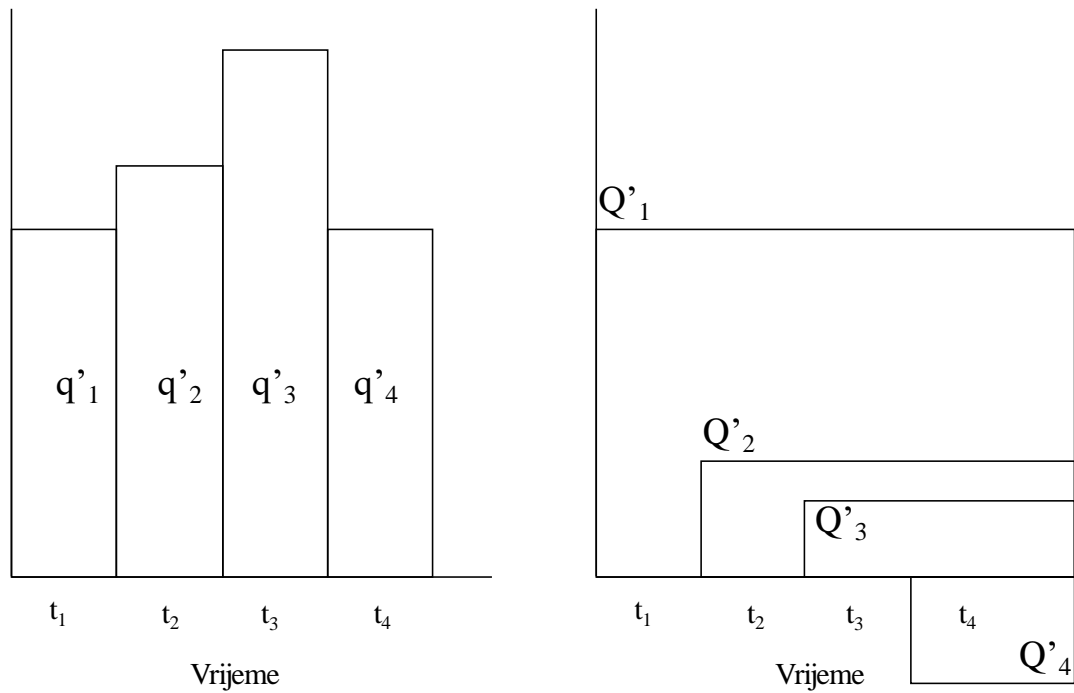 q’₁ q’₂ q’₃ q’₄
t₁ t₂ t₃ t₄
Vrijeme
Q’₁
Q’₂
Q’₃
t₁ t₂ t₃ t₄
Vrijeme
Q’₄